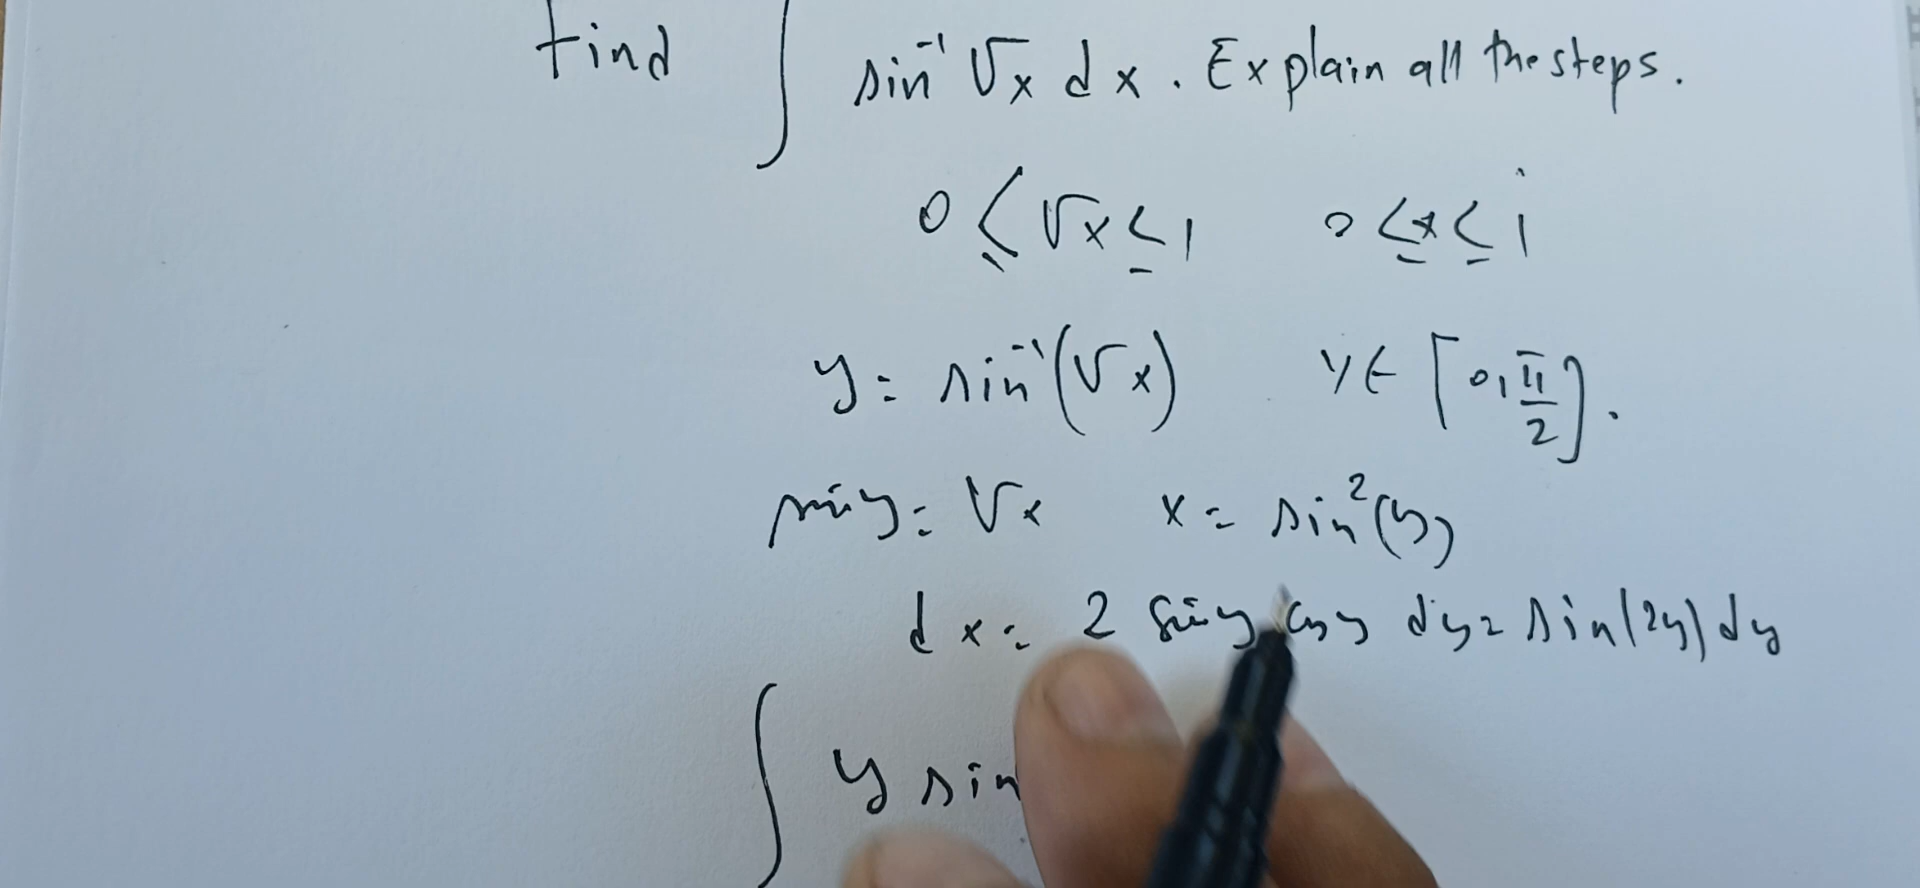 Find ∫ sin⁻¹ √x dx. Explain all the steps.
0 ≤ √x ≤ 1 0 ≤ x ≤ 1
y = sin⁻¹(√x) y ∈ [0, π/2].
sin y = √x x = sin²(y)
dx = 2 sin y cos y dy = sin(2y) dy
∫ y sin